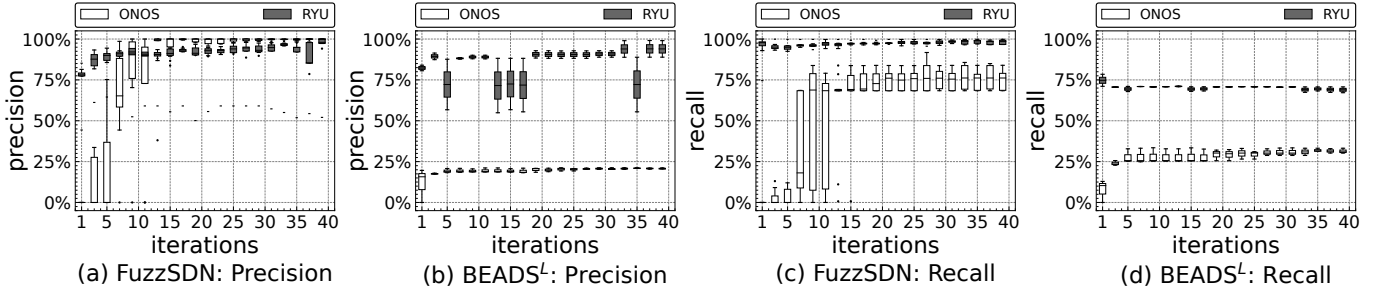 ONOS RYU
100%
75%
50%
25%
0%
precision
1 5 10 15 20 25 30 35 40
iterations
(a) FuzzSDN: Precision
ONOS RYU
100%
75%
50%
25%
0%
precision
1 5 10 15 20 25 30 35 40
iterations
(b) BEADS^L: Precision
ONOS RYU
100%
75%
50%
25%
0%
recall
1 5 10 15 20 25 30 35 40
iterations
(c) FuzzSDN: Recall
ONOS RYU
100%
75%
50%
25%
0%
recall
1 5 10 15 20 25 30 35 40
iterations
(d) BEADS^L: Recall